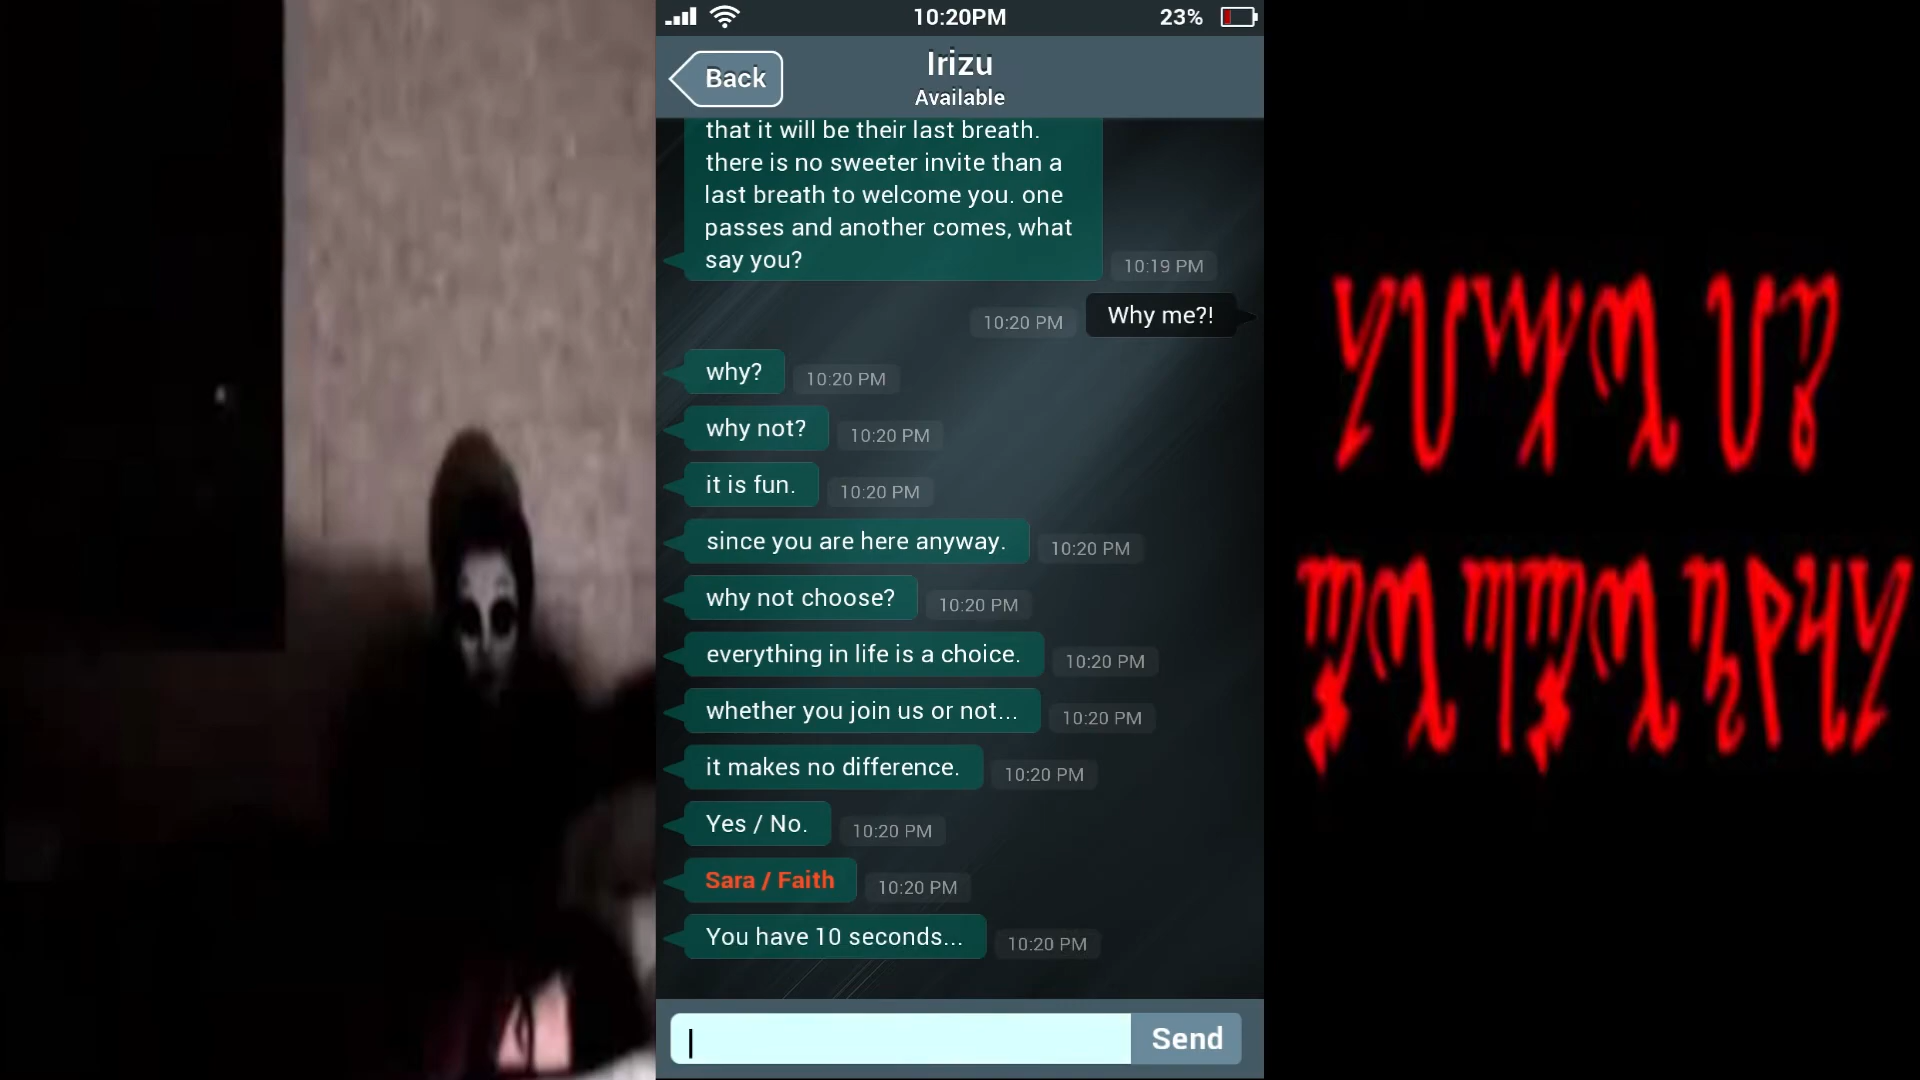 10:20PM
23%
Back
Irizu
Available
that it will be their last breath.
there is no sweeter invite than a
last breath to welcome you. one
passes and another comes, what
say you?
10:19 PM
10:20 PM
Why me?!
why?
10:20 PM
why not?
10:20 PM
it is fun.
10:20 PM
since you are here anyway.
10:20 PM
why not choose?
10:20 PM
everything in life is a choice.
10:20 PM
whether you join us or not...
10:20 PM
it makes no difference.
10:20 PM
Yes / No.
10:20 PM
Sara / Faith
10:20 PM
You have 10 seconds...
10:20 PM
Send